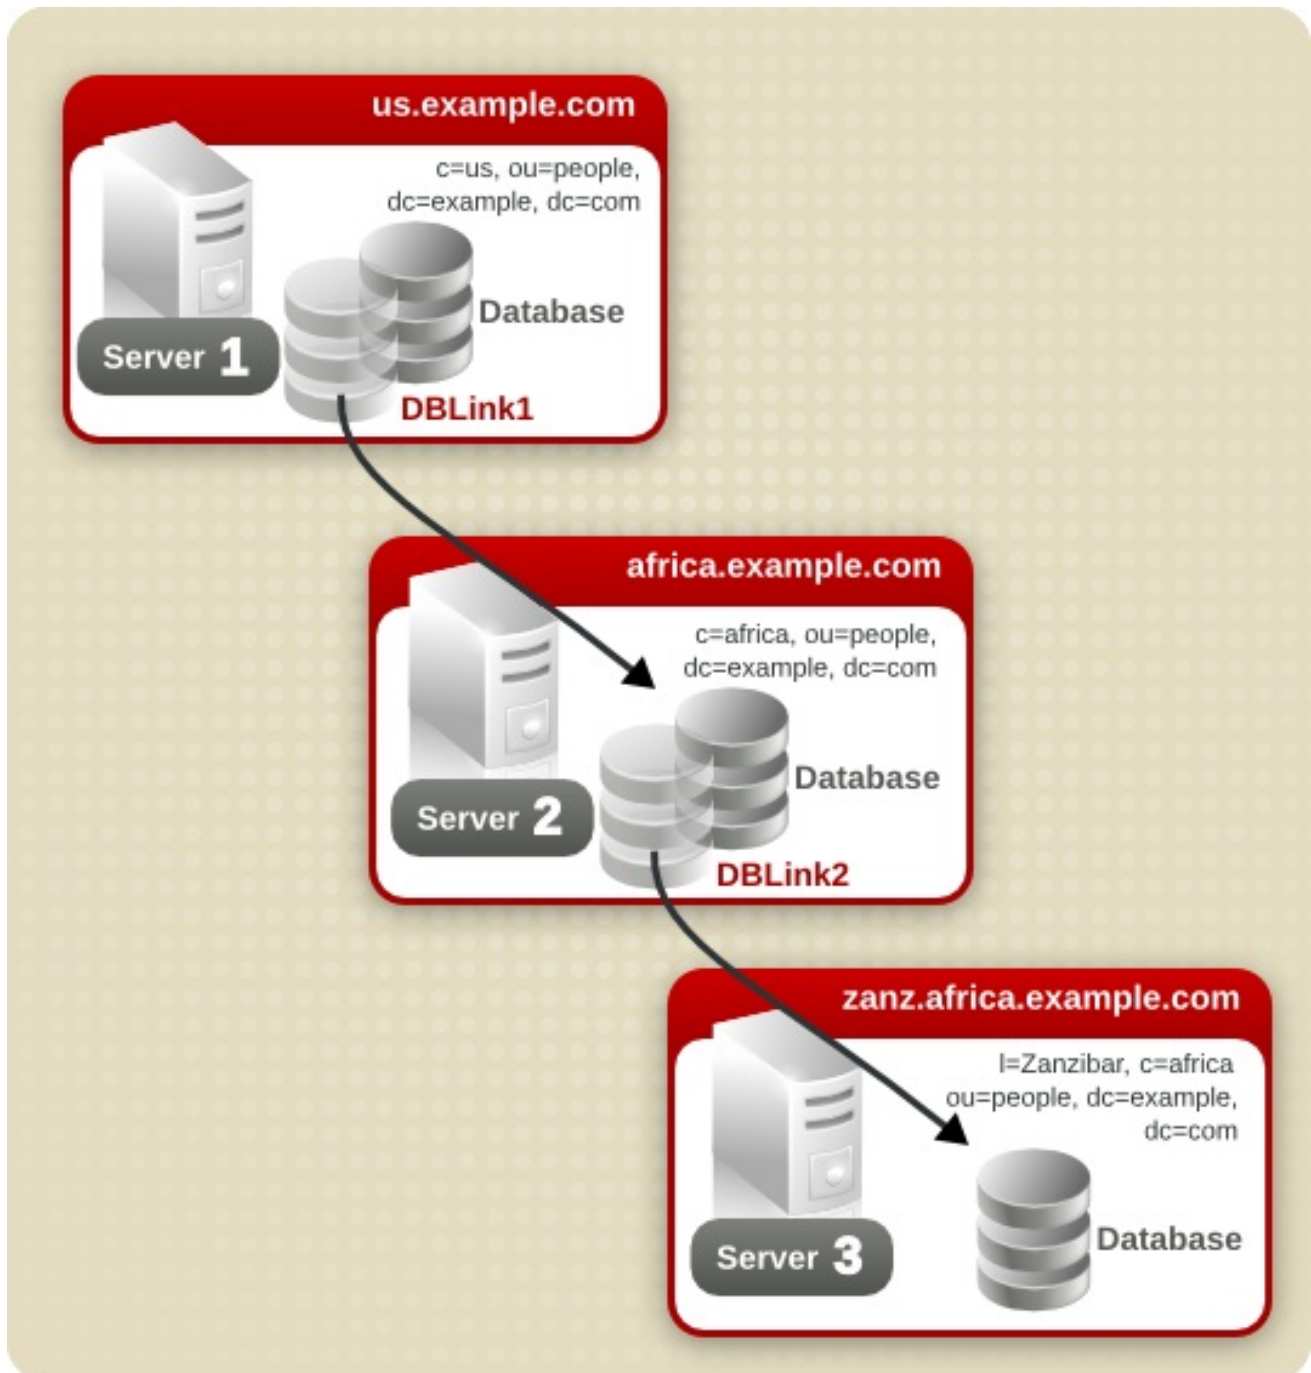 us.example.com
c=us, ou=people,
dc=example, dc=com
Database
Server 1
DBLink1
africa.example.com
c=africa, ou=people,
dc=example, dc=com
Database
Server 2
DBLink2
zanz.africa.example.com
l=Zanzibar, c=africa
ou=people, dc=example,
dc=com
Database
Server 3